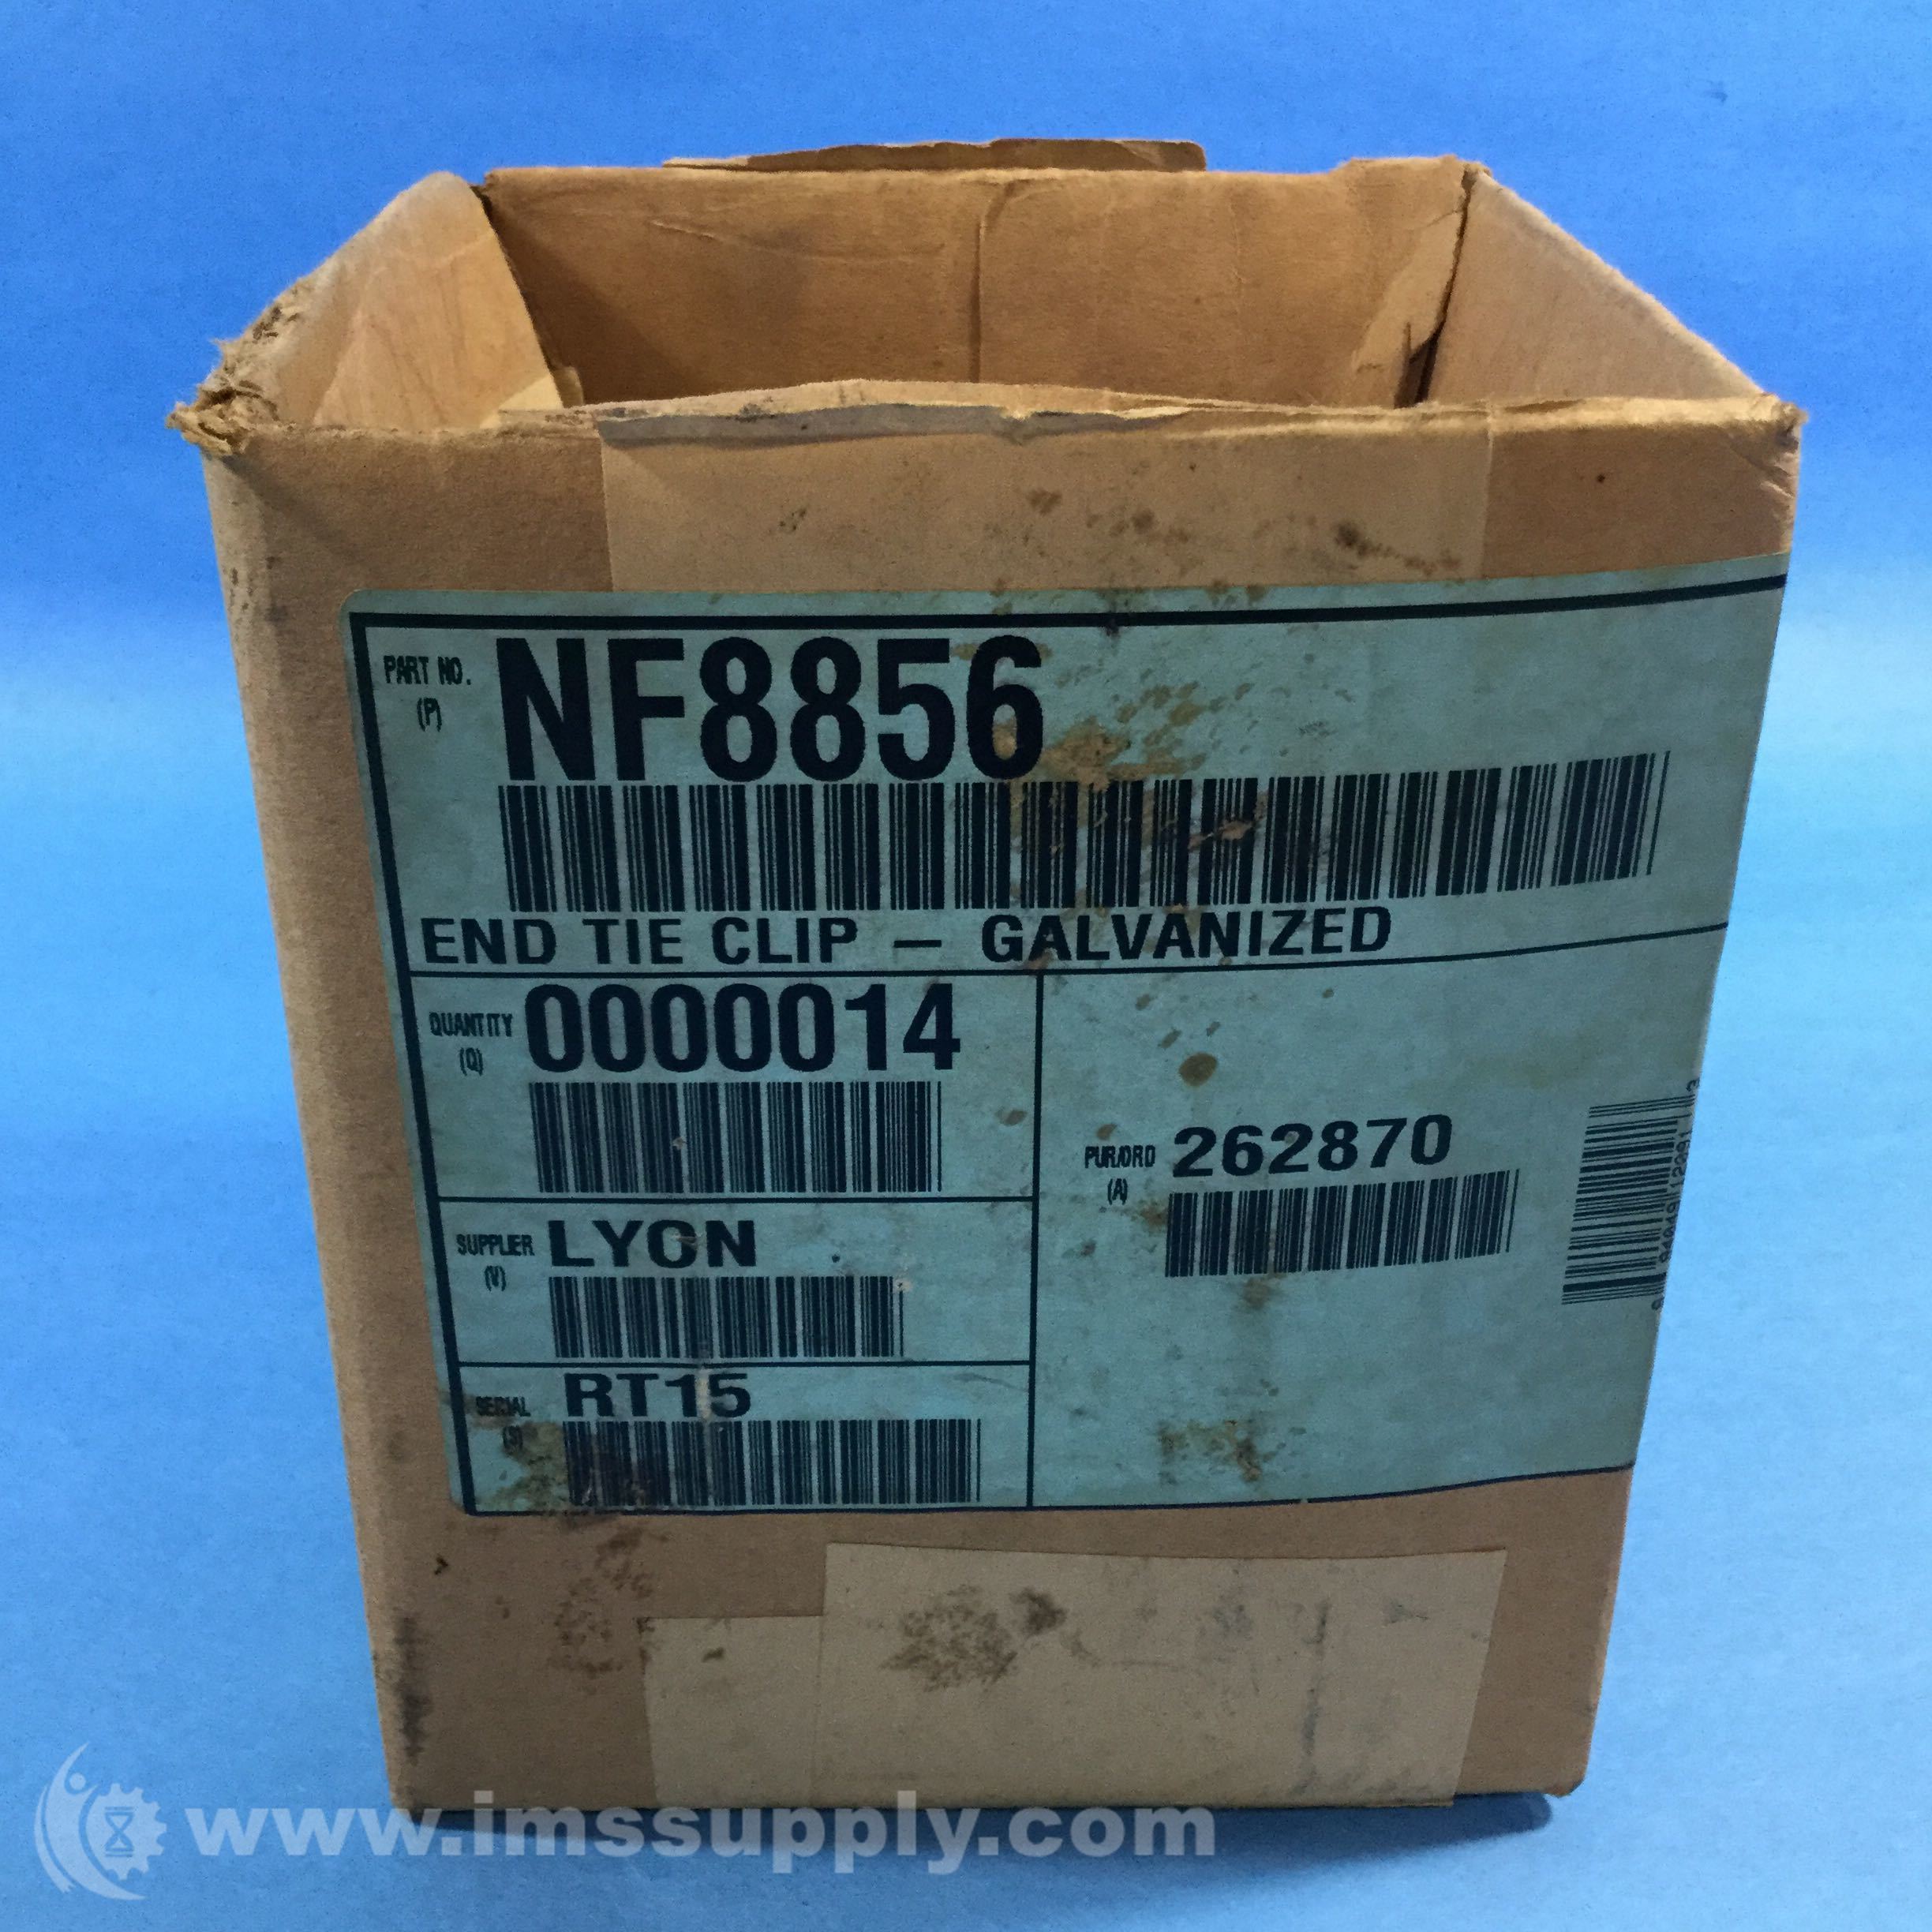 PART NO.
(P)
NF8856
END TIE CLIP — GALVANIZED
QUANTITY
(Q)
0000014
PUR/ORD
(A)
262870
SUPPLIER
(V)
LYON
SERIAL
(S)
RT15
www.imssupply.com